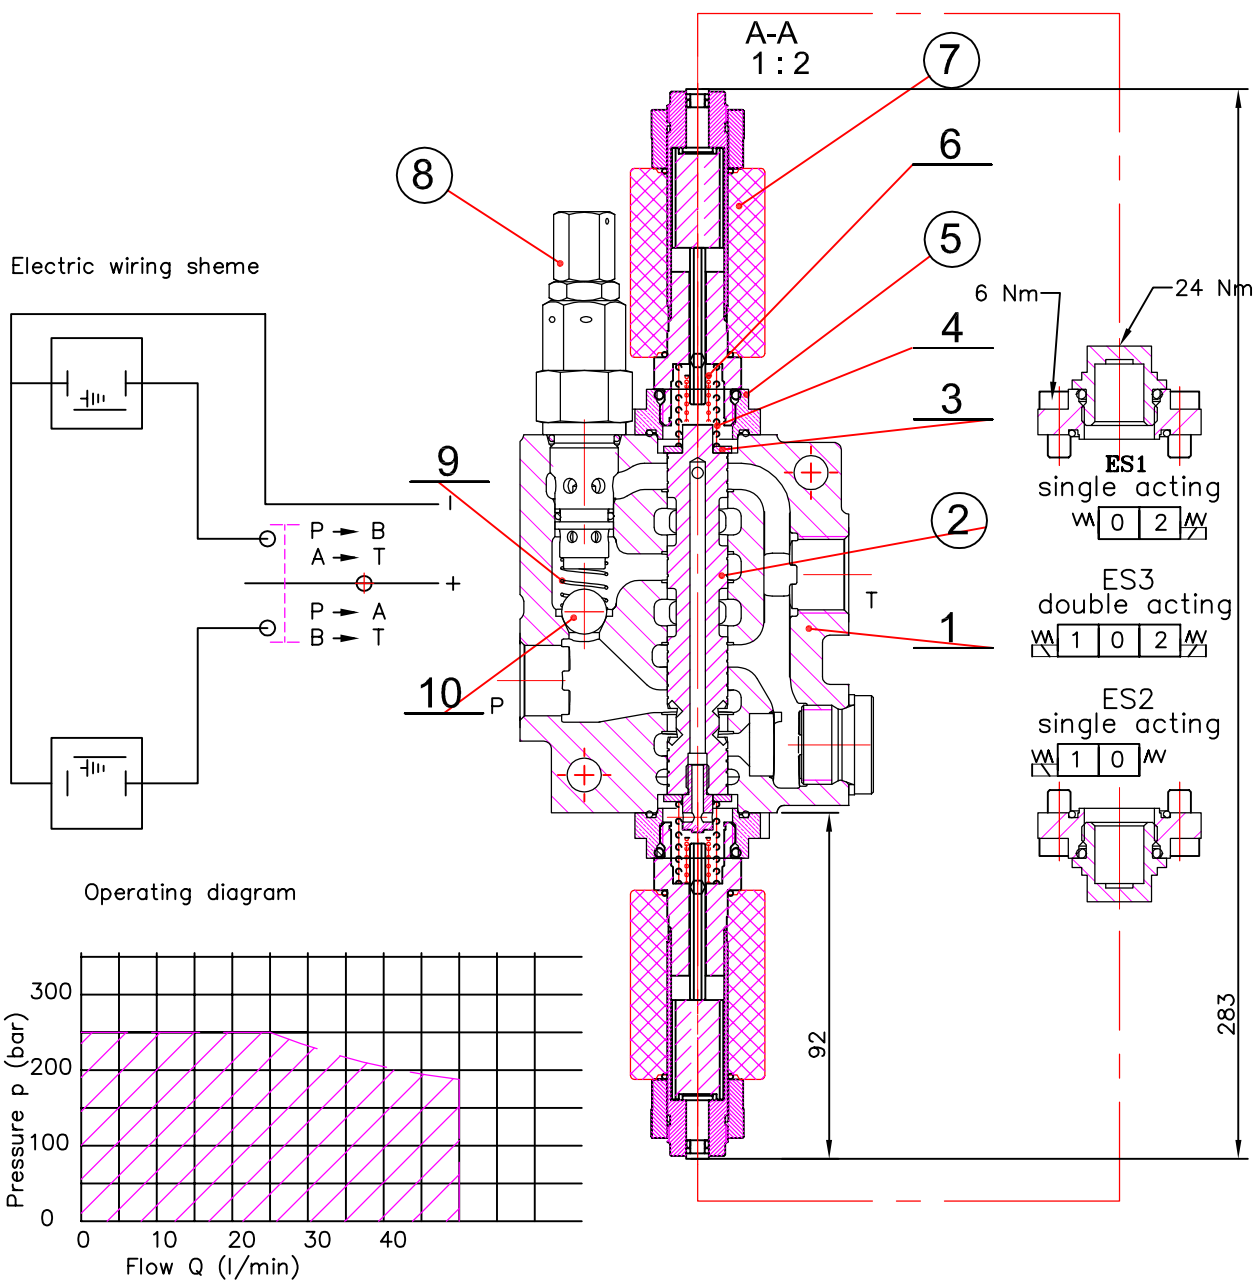 A-A
1 : 2
7
6
8
5
Electric wiring sheme
6 Nm
24 Nm
4
3
9
ES1
single acting
0 2
2
P → B
A → T
-
+
P → A
B → T
T
ES3
double acting
1 0 2
1
10
P
ES2
single acting
1 0
283
92
Operating diagram
Pressure p (bar)
300
200
100
0
0 10 20 30 40
Flow Q (l/min)